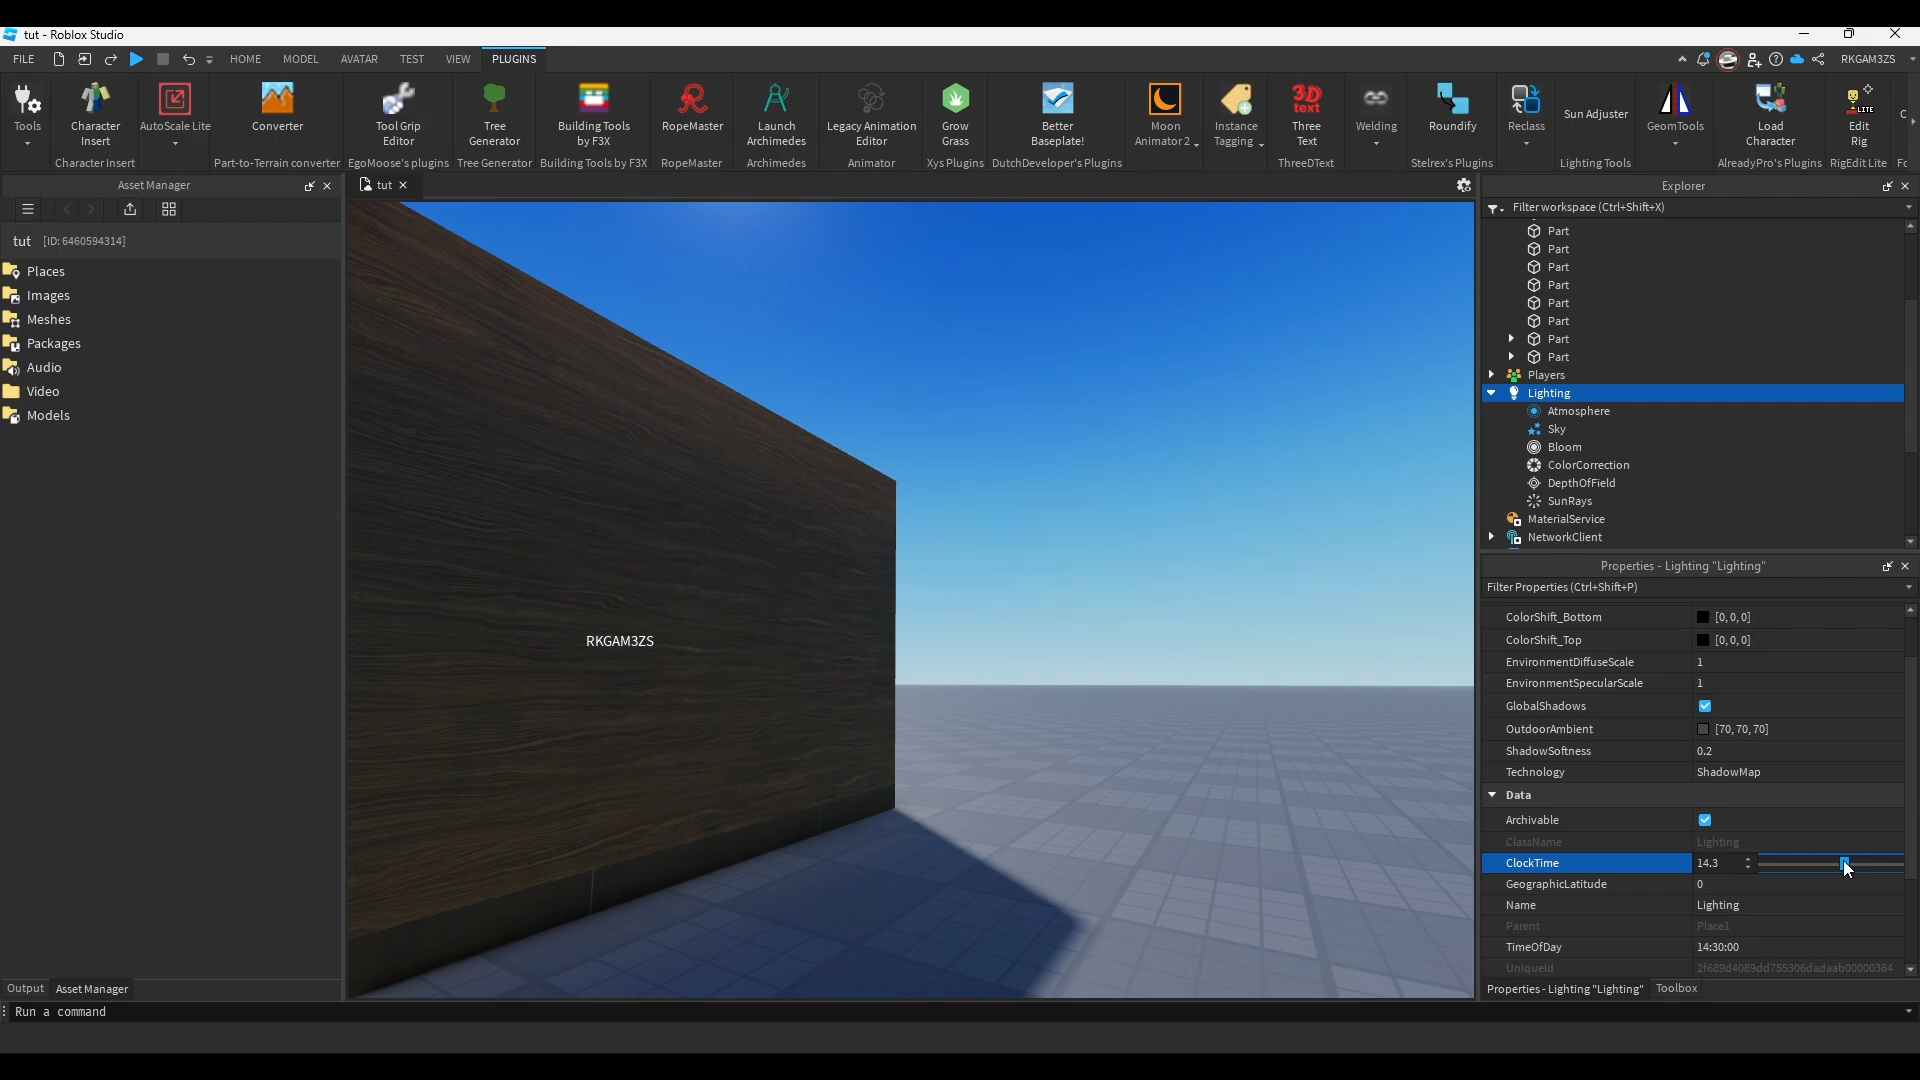 tut - Roblox Studio
FILE HOME MODEL AVATAR TEST VIEW PLUGINS RKGAM3ZS
Tools
Character Insert
Character Insert
AutoScale Lite
Converter
Part-to-Terrain converter
Tool Grip Editor
EgoMoose's plugins
Tree Generator
Tree Generator
Building Tools by F3X
Building Tools by F3X
RopeMaster
RopeMaster
Launch Archimedes
Archimedes
Legacy Animation Editor
Animator
Grow Grass
Xys Plugins
Better Baseplate!
DutchDeveloper's Plugins
Moon Animator 2
Instance Tagging
3D text
Three Text
ThreeDText
Welding
Roundify
Stelrex's Plugins
Reclass
Sun Adjuster
Lighting Tools
GeomTools
Load Character
AlreadyPro's Plugins
LITE
Edit Rig
RigEdit Lite
Asset Manager
tut [ID: 6460594314]
Places
Images
Meshes
Packages
Audio
Video
Models
Output Asset Manager
tut
RKGAM3ZS
Explorer
Filter workspace (Ctrl+Shift+X)
Part
Part
Part
Part
Part
Part
Part
Part
Players
Lighting
Atmosphere
Sky
Bloom
ColorCorrection
DepthOfField
SunRays
MaterialService
NetworkClient
Properties - Lighting "Lighting"
Filter Properties (Ctrl+Shift+P)
ColorShift_Bottom [0, 0, 0]
ColorShift_Top [0, 0, 0]
EnvironmentDiffuseScale 1
EnvironmentSpecularScale 1
GlobalShadows
OutdoorAmbient [70, 70, 70]
ShadowSoftness 0.2
Technology ShadowMap
Data
Archivable
ClassName Lighting
ClockTime 14.3
GeographicLatitude 0
Name Lighting
Parent Place1
TimeOfDay 14:30:00
UniqueId 2f689d4089dd755306dadaab00000364
Properties - Lighting "Lighting" Toolbox
Run a command